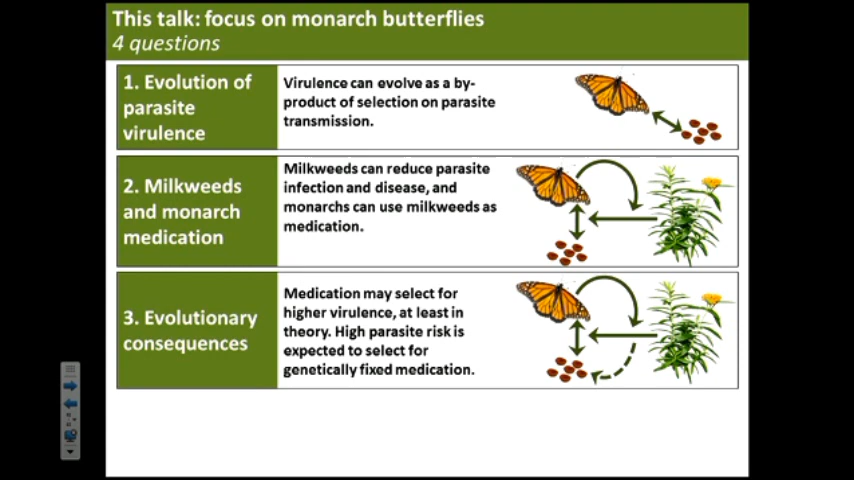 This talk: focus on monarch butterflies
4 questions
1. Evolution of
parasite
virulence
Virulence can evolve as a by-
product of selection on parasite
transmission.
2. Milkweeds
and monarch
medication
Milkweeds can reduce parasite
infection and disease, and
monarchs can use milkweeds as
medication.
3. Evolutionary
consequences
Medication may select for
higher virulence, at least in
theory. High parasite risk is
expected to select for
genetically fixed medication.